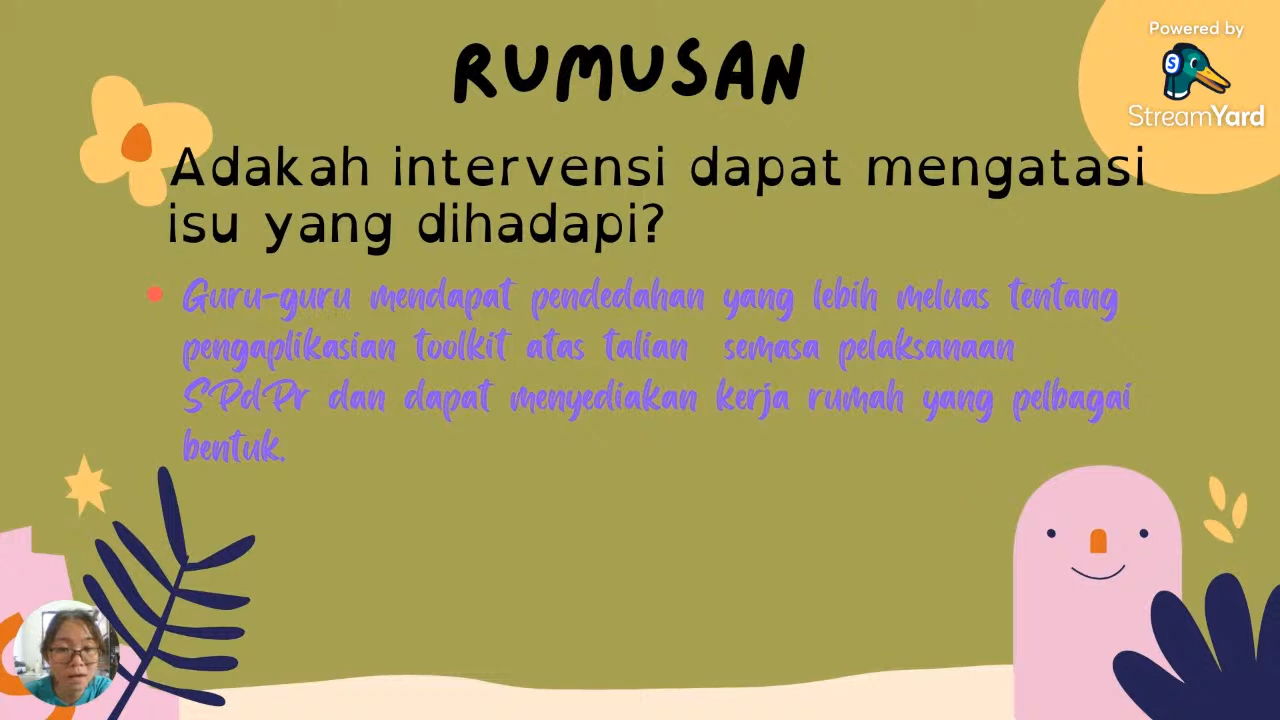 RUMUSAN
Powered by
S
StreamYard
Adakah intervensi dapat mengatasi
isu yang dihadapi?
Guru-guru mendapat pendedahan yang lebih meluas tentang
pengaplikasian toolkit atas talian semasa pelaksanaan
SPdPr dan dapat menyediakan kerja rumah yang pelbagai
bentuk.